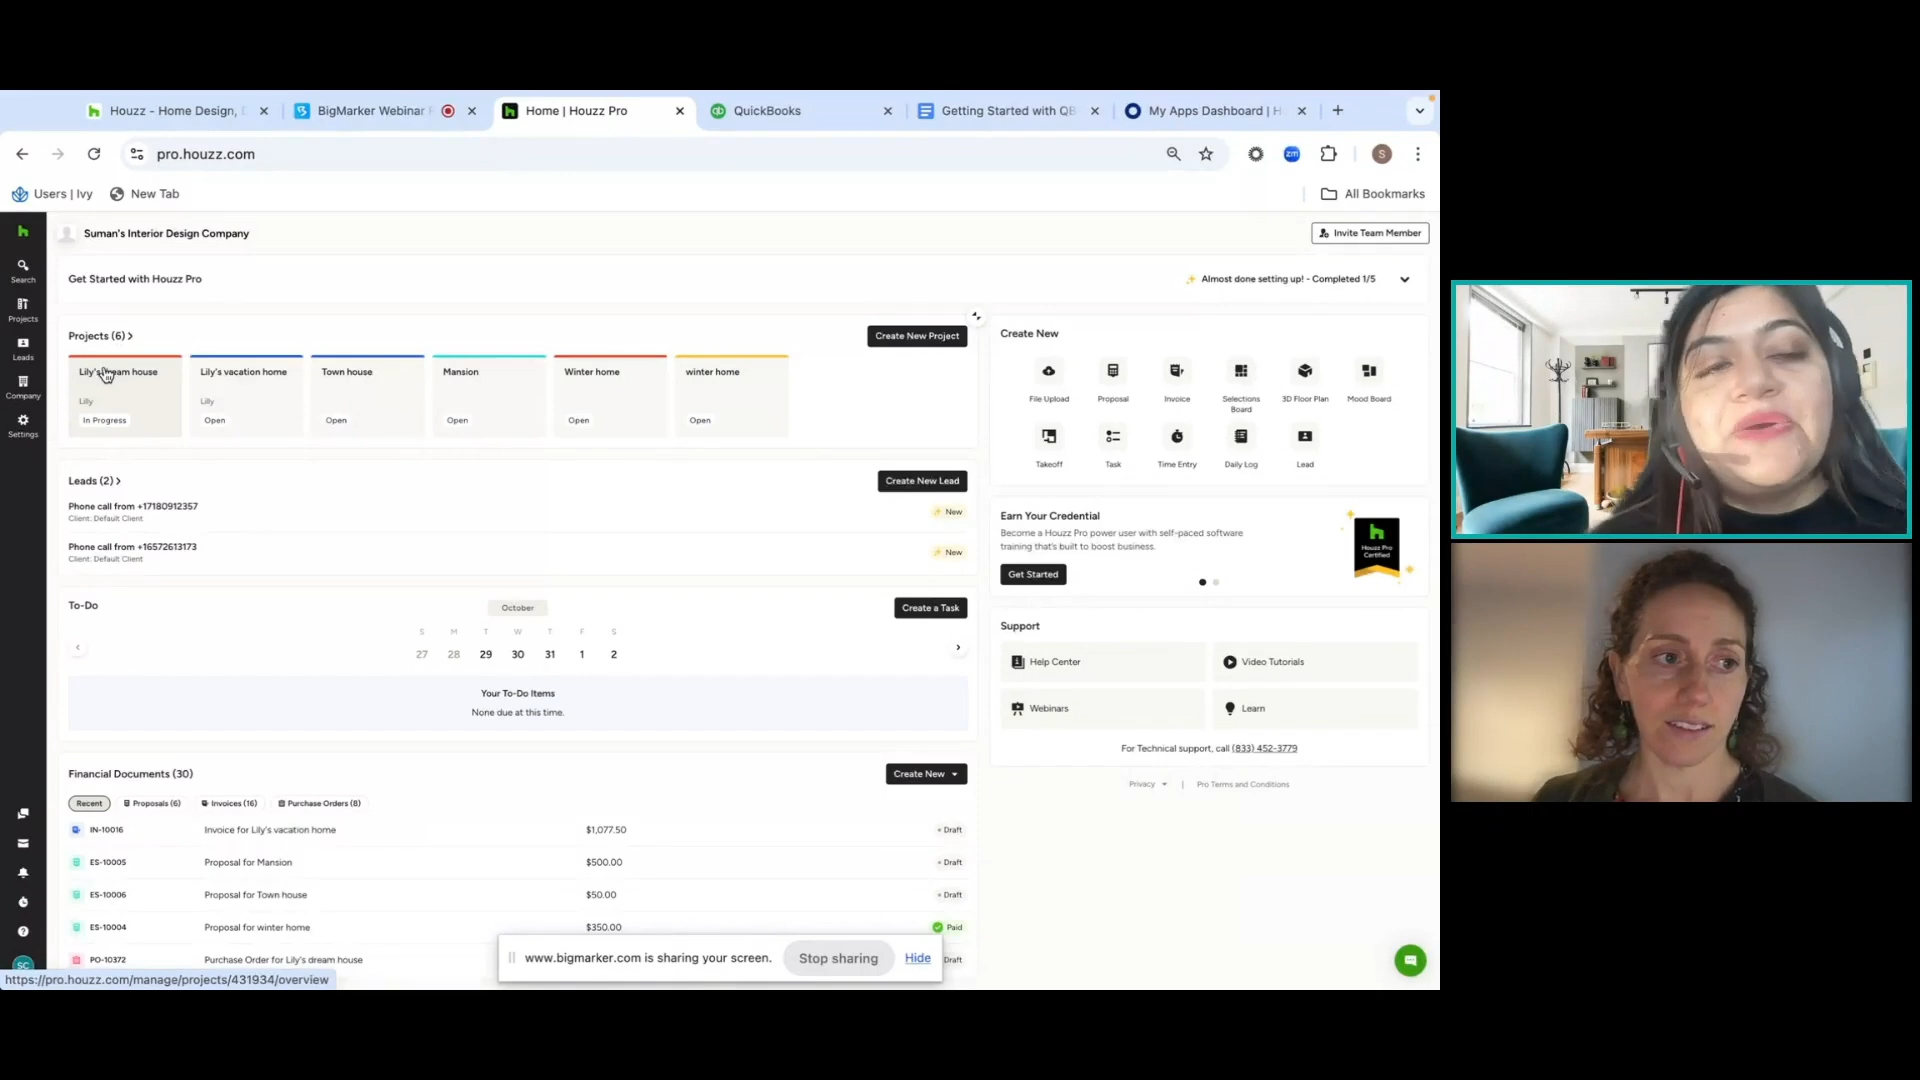 Houzz - Home Design,
BigMarker Webinar
Home | Houzz Pro
QuickBooks
Getting Started with QB
My Apps Dashboard | H
pro.houzz.com
zm
S
Users | Ivy
New Tab
All Bookmarks
h
Suman's Interior Design Company
Invite Team Member
Search
Projects
Leads
Company
Settings
Get Started with Houzz Pro
Almost done setting up! - Completed 1/5
Projects (6)
Create New Project
Lily's dream house
Lilly
In Progress
Lily's vacation home
Lilly
Open
Town house
Open
Mansion
Open
Winter home
Open
winter home
Open
Leads (2)
Create New Lead
Phone call from +17180912357
Client: Default Client
New
Phone call from +16572613173
Client: Default Client
New
To-Do
October
Create a Task
S M T W T F S
27 28 29 30 31 1 2
Your To-Do Items
None due at this time.
Financial Documents (30)
Create New
Recent
Proposals (6)
Invoices (16)
Purchase Orders (8)
IN-10016 Invoice for Lily's vacation home $1,077.50 Draft
ES-10005 Proposal for Mansion $500.00 Draft
ES-10006 Proposal for Town house $50.00 Draft
ES-10004 Proposal for winter home $350.00 Paid
PO-10372 Purchase Order for Lily's dream house Draft
SC
https://pro.houzz.com/manage/projects/431934/overview
www.bigmarker.com is sharing your screen.
Stop sharing
Hide
Create New
File Upload
Proposal
Invoice
Selections Board
3D Floor Plan
Mood Board
Takeoff
Task
Time Entry
Daily Log
Lead
Earn Your Credential
Become a Houzz Pro power user with self-paced software
training that's built to boost business.
Get Started
h
Houzz Pro
Certified
Support
Help Center
Video Tutorials
Webinars
Learn
For Technical support, call (833) 452-3779
Privacy
|
Pro Terms and Conditions